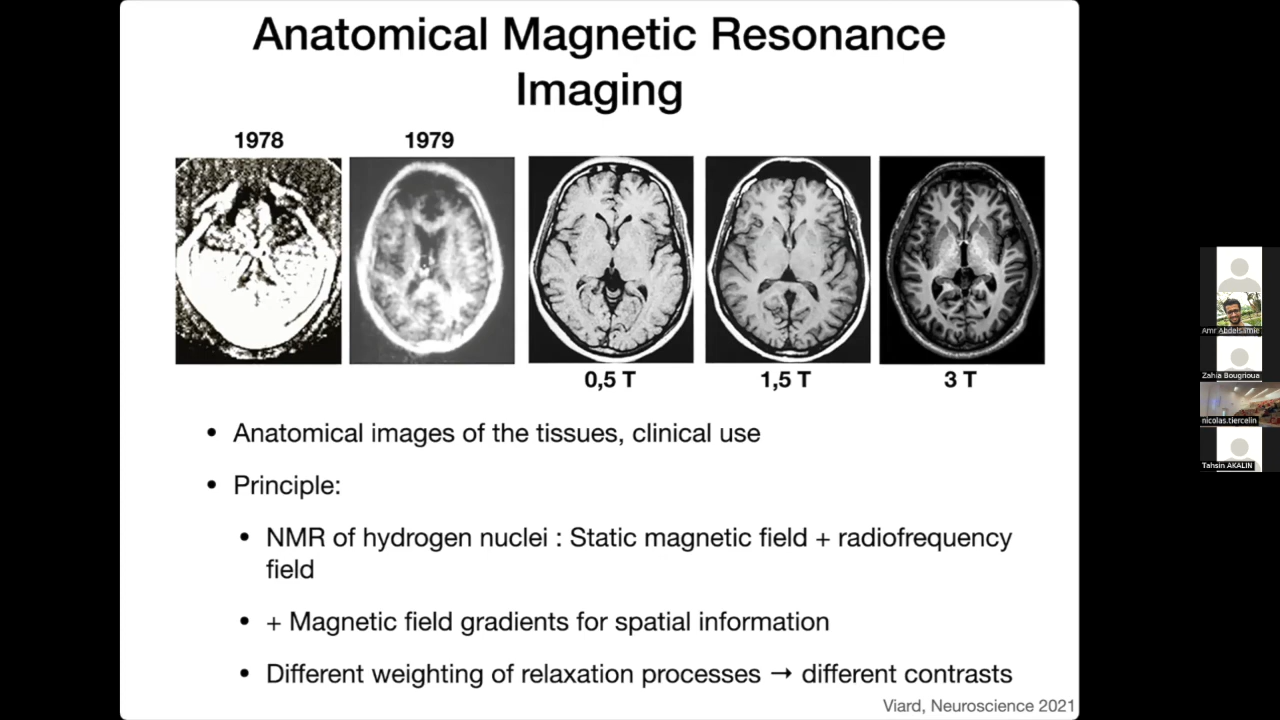 Anatomical Magnetic Resonance
Imaging
1978
1979
0,5 T
1,5 T
3 T
• Anatomical images of the tissues, clinical use
• Principle:
• NMR of hydrogen nuclei : Static magnetic field + radiofrequency
field
• + Magnetic field gradients for spatial information
• Different weighting of relaxation processes → different contrasts
Viard, Neuroscience 2021
Amr Abdelsamie
Zahia Bougrioua
nicolas.tiercelin
Tahsin AKALIN